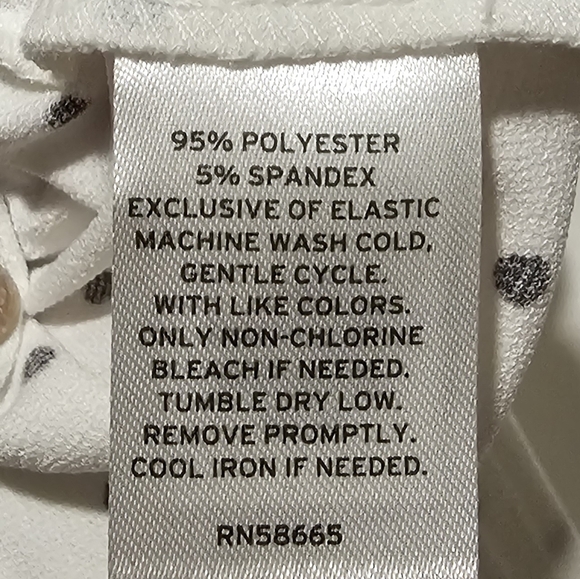 95% POLYESTER
5% SPANDEX
EXCLUSIVE OF ELASTIC
MACHINE WASH COLD,
GENTLE CYCLE.
WITH LIKE COLORS.
ONLY NON-CHLORINE
BLEACH IF NEEDED.
TUMBLE DRY LOW.
REMOVE PROMPTLY.
COOL IRON IF NEEDED.
RN58665